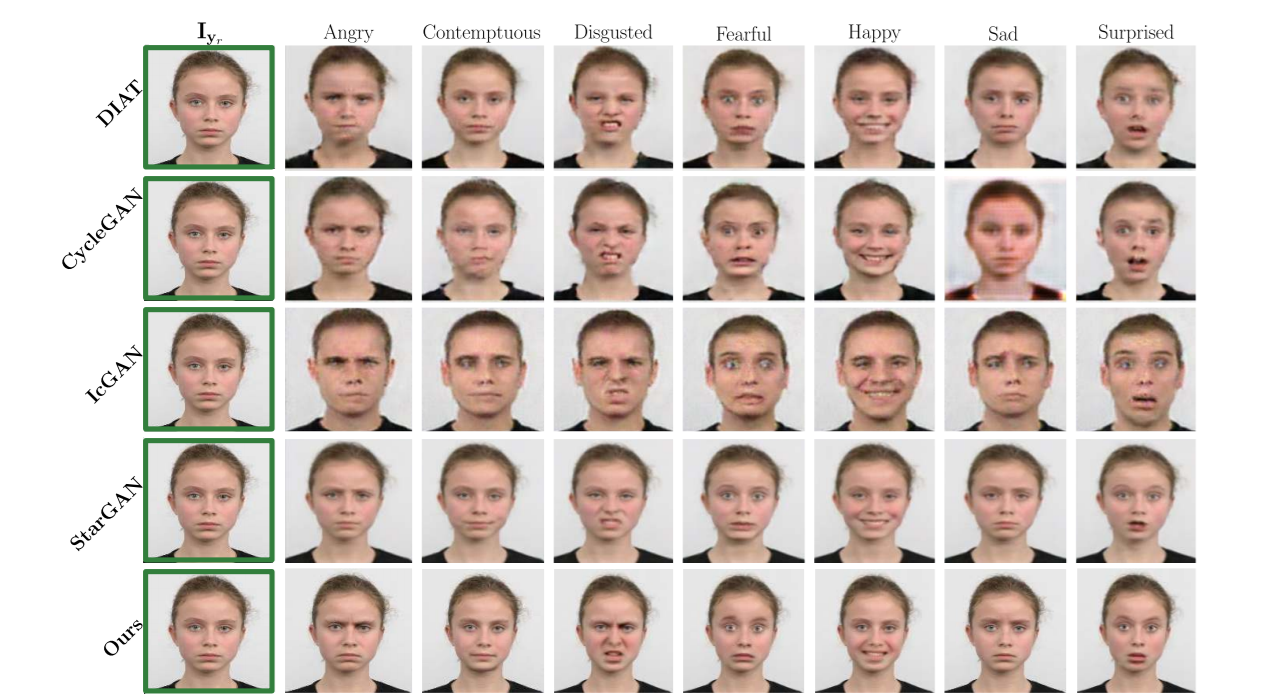 I_{y_r}
Angry
Contemptuous
Disgusted
Fearful
Happy
Sad
Surprised
DIAT
CycleGAN
IcGAN
StarGAN
Ours